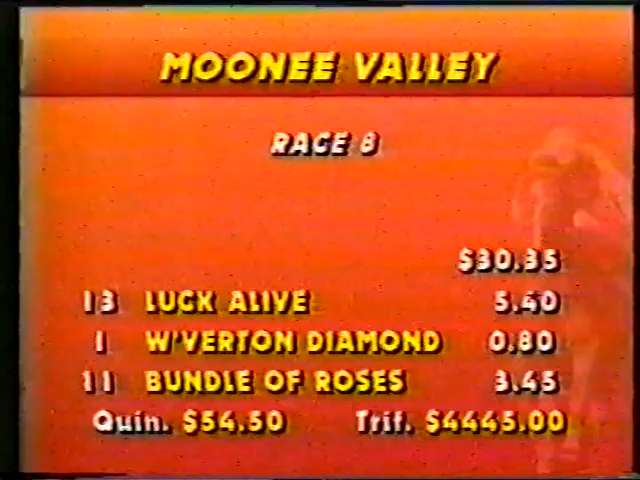 MOONEE VALLEY
RACE 8
$30.35
13 LUCK ALIVE 5.40
1 W'VERTON DIAMOND 0.80
11 BUNDLE OF ROSES 3.45
Quin. $54.50 Trif. $4445.00